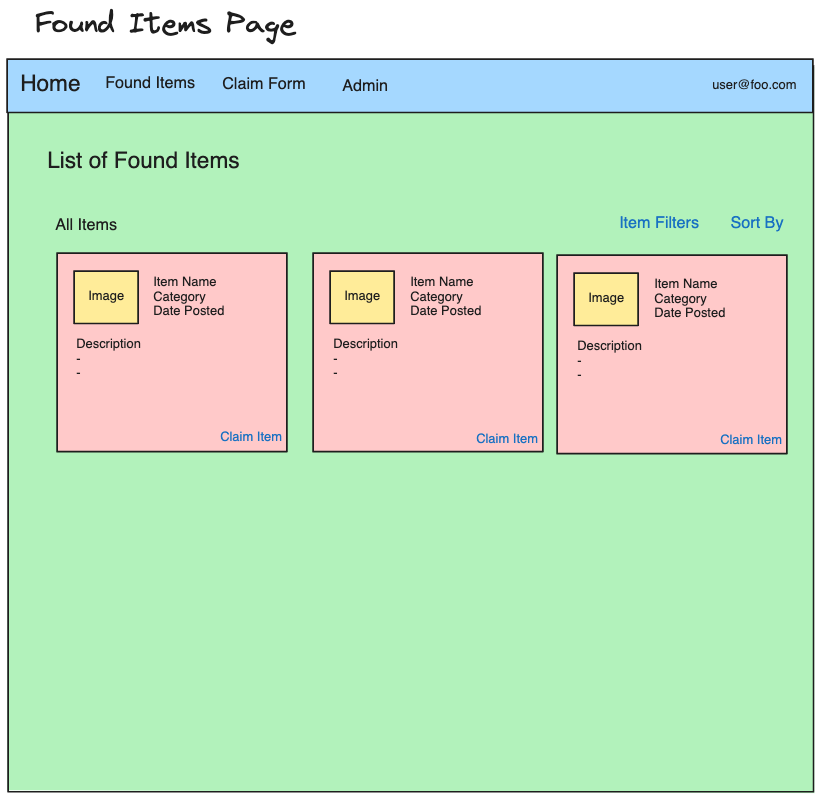 Found Items Page
Home Found Items Claim Form Admin user@foo.com
List of Found Items
All Items Item Filters Sort By
Image
Item Name
Category
Date Posted
Description
-
-
Claim Item
Image
Item Name
Category
Date Posted
Description
-
-
Claim Item
Image
Item Name
Category
Date Posted
Description
-
-
Claim Item